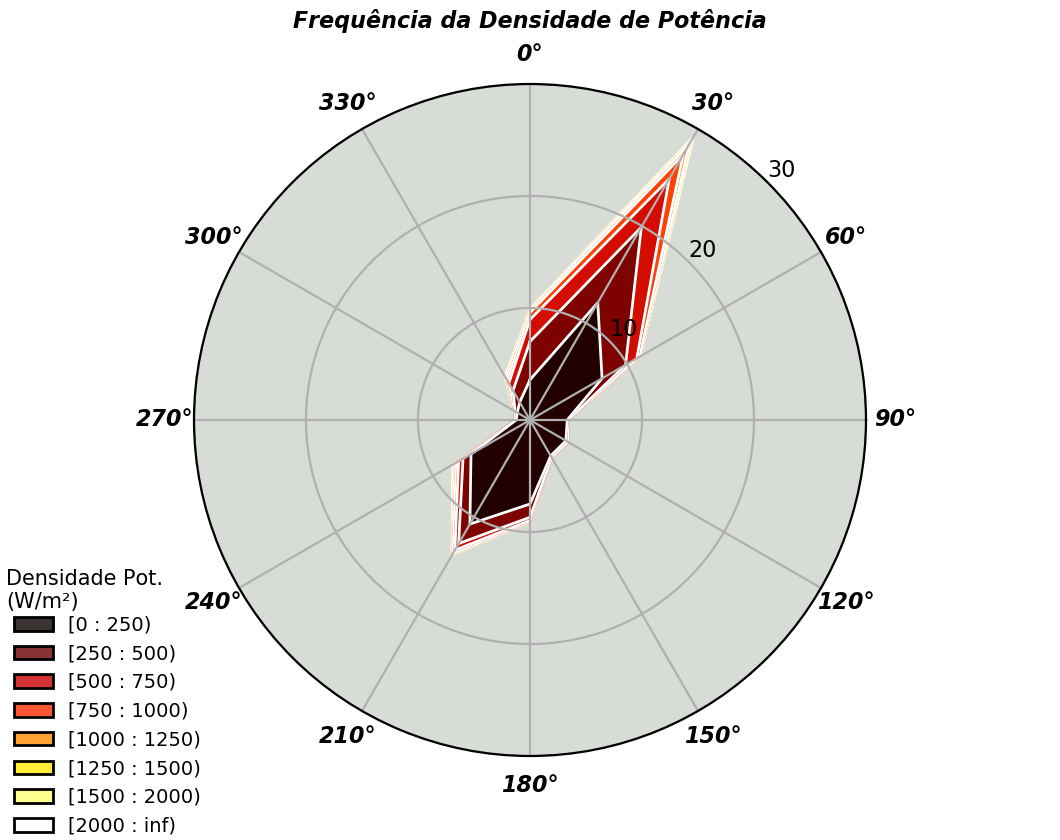 Frequência da Densidade de Potência
0°
330°
30°
30
300°
60°
20
10
270°
90°
240°
120°
210°
150°
180°
Densidade Pot.
(W/m²)
[0 : 250)
[250 : 500)
[500 : 750)
[750 : 1000)
[1000 : 1250)
[1250 : 1500)
[1500 : 2000)
[2000 : inf)